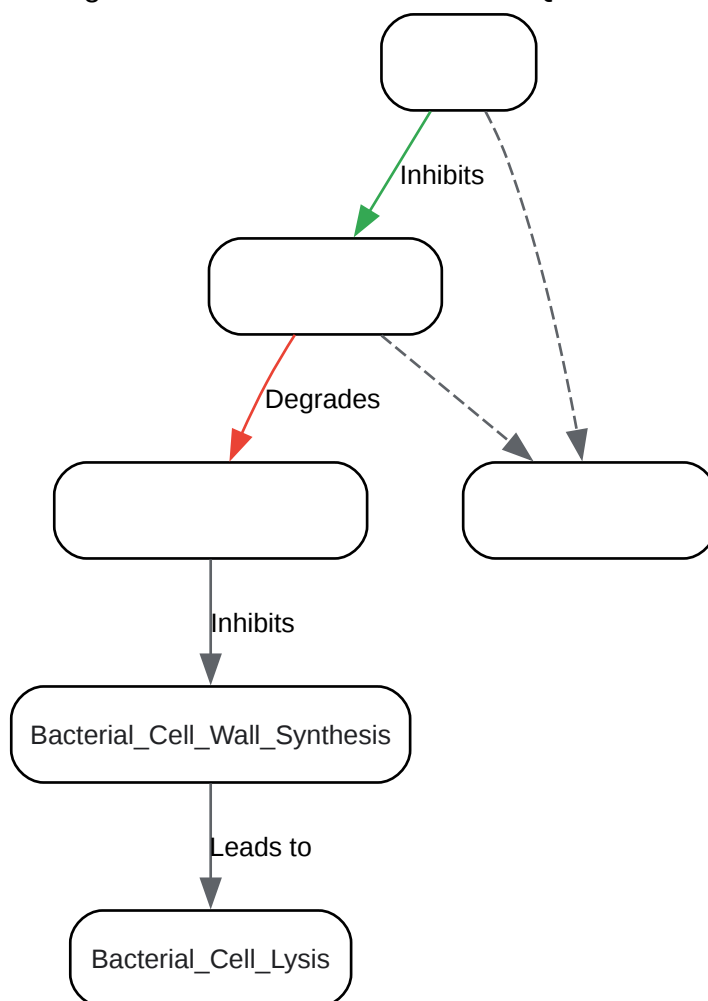 Inhibits
Degrades
Inhibits
Bacterial_Cell_Wall_Synthesis
Leads to
Bacterial_Cell_Lysis